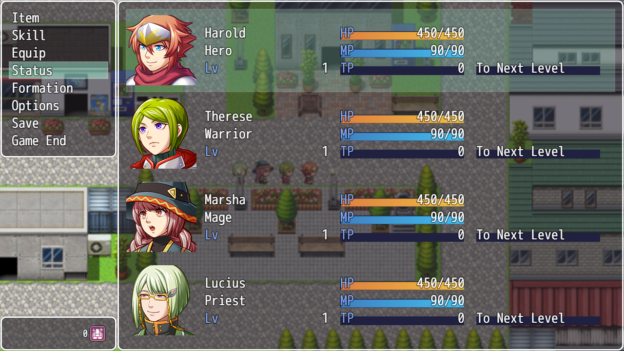 Item
Skill
Equip
Status
Formation
Options
Save
Game End
Harold HP 450/450
Hero MP 90/90
Lv 1 TP 0 To Next Level
Therese HP 450/450
Warrior MP 90/90
Lv 1 TP 0 To Next Level
Marsha HP 450/450
Mage MP 90/90
Lv 1 TP 0 To Next Level
Lucius HP 450/450
Priest MP 90/90
Lv 1 TP 0 To Next Level
0